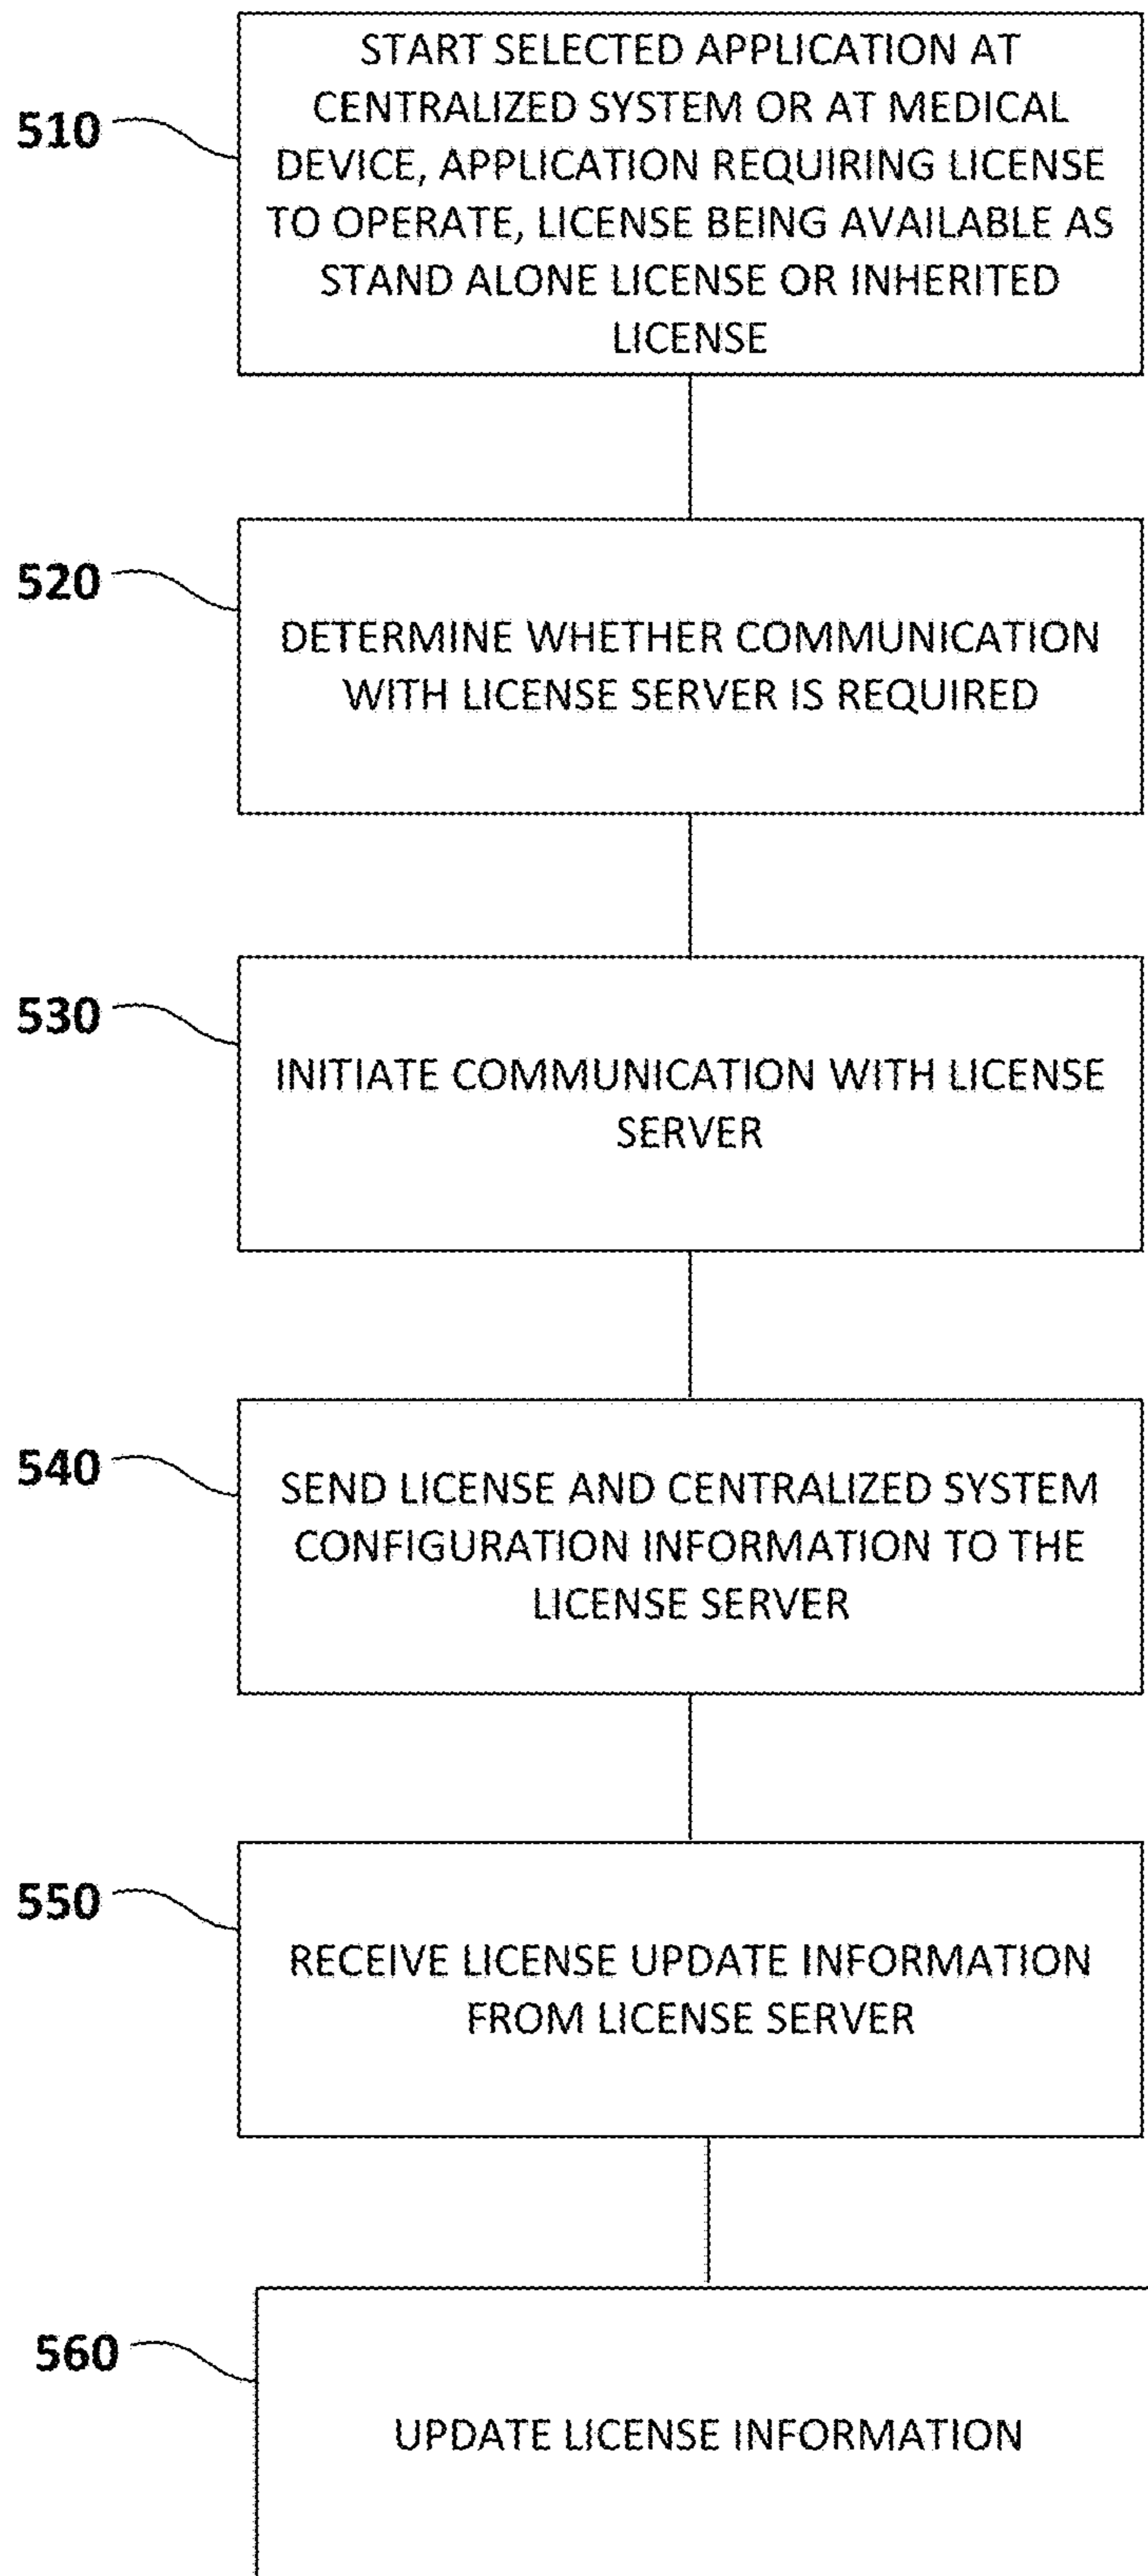 510
START SELECTED APPLICATION AT
CENTRALIZED SYSTEM OR AT MEDICAL
DEVICE, APPLICATION REQUIRING LICENSE
TO OPERATE, LICENSE BEING AVAILABLE AS
STAND ALONE LICENSE OR INHERITED
LICENSE
520
DETERMINE WHETHER COMMUNICATION
WITH LICENSE SERVER IS REQUIRED
530
INITIATE COMMUNICATION WITH LICENSE
SERVER
540
SEND LICENSE AND CENTRALIZED SYSTEM
CONFIGURATION INFORMATION TO THE
LICENSE SERVER
550
RECEIVE LICENSE UPDATE INFORMATION
FROM LICENSE SERVER
560
UPDATE LICENSE INFORMATION